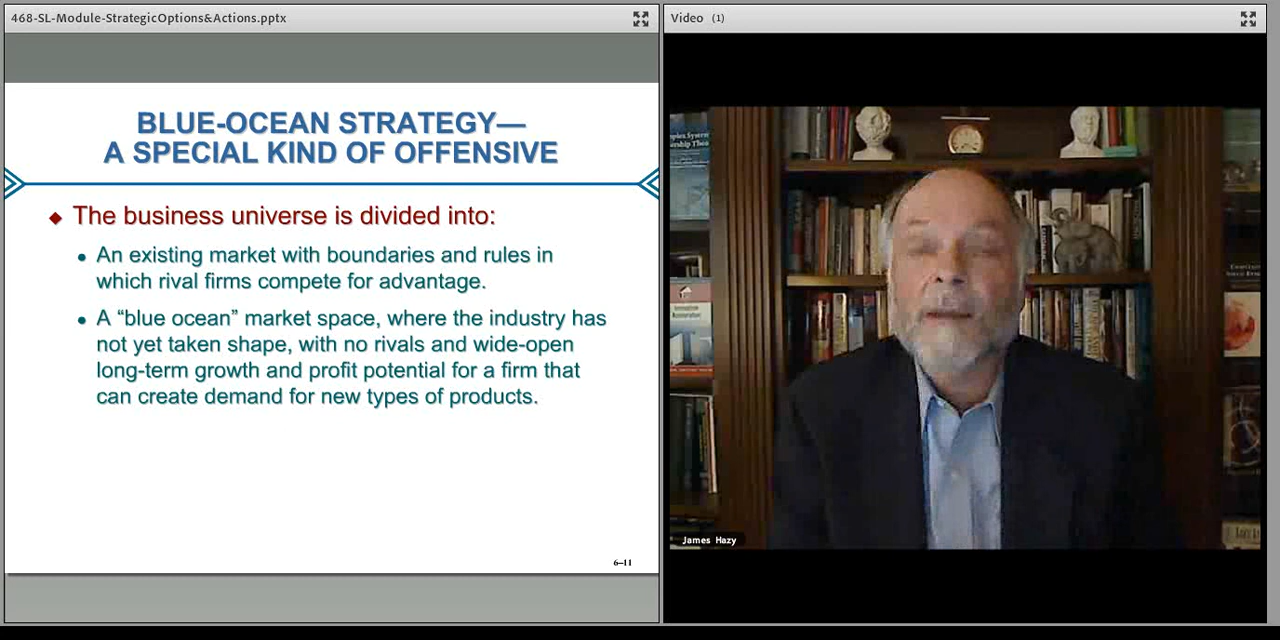 468-SL-Module-StrategicOptions&Actions.pptx
Video (1)
BLUE-OCEAN STRATEGY—
A SPECIAL KIND OF OFFENSIVE
The business universe is divided into:
An existing market with boundaries and rules in
which rival firms compete for advantage.
A “blue ocean” market space, where the industry has
not yet taken shape, with no rivals and wide-open
long-term growth and profit potential for a firm that
can create demand for new types of products.
6–11
James Hazy